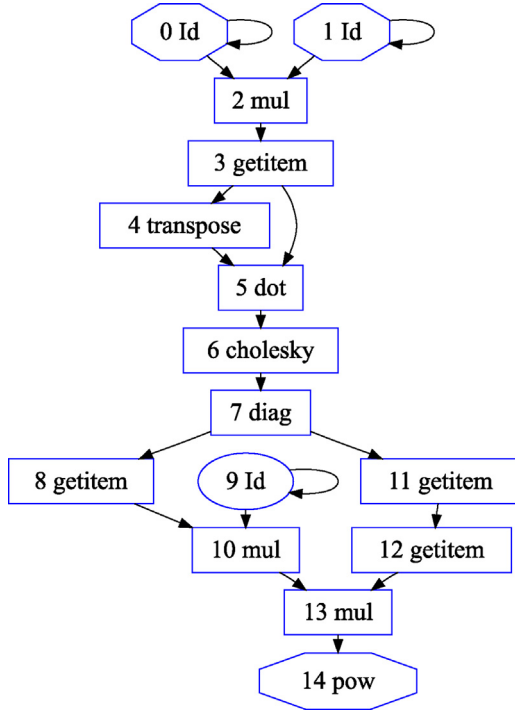 0 Id
1 Id
2 mul
3 getitem
4 transpose
5 dot
6 cholesky
7 diag
8 getitem
9 Id
11 getitem
10 mul
12 getitem
13 mul
14 pow